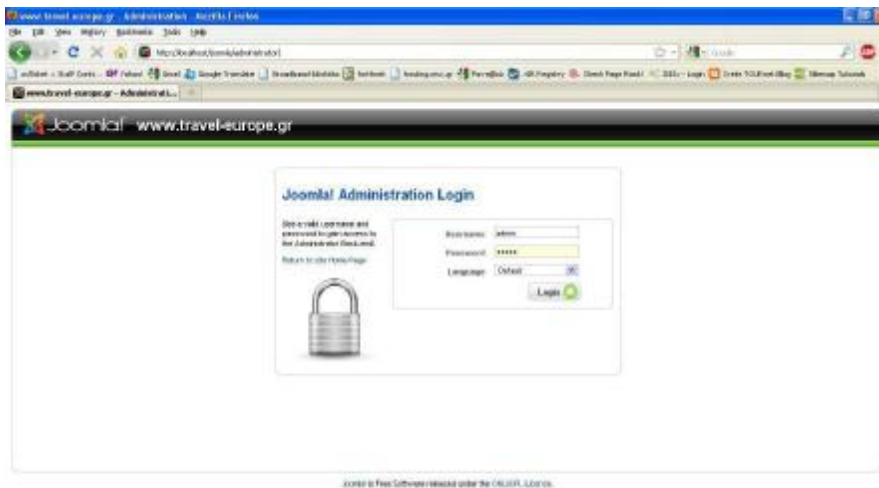 www.travel-europe.gr - Administration - Mozilla Firefox
File Edit View History Bookmarks Tools Help
http://localhost/joomla/administrator/
Google Translate
www.travel-europe.gr - Administrati...
Joomla! www.travel-europe.gr
Joomla! Administration Login
Use a valid username and
password to gain access to
the Administrator Back-end.
Return to site Home Page
Username admin
Password *****
Language Default
Login
Joomla! is Free Software released under the GNU/GPL License.